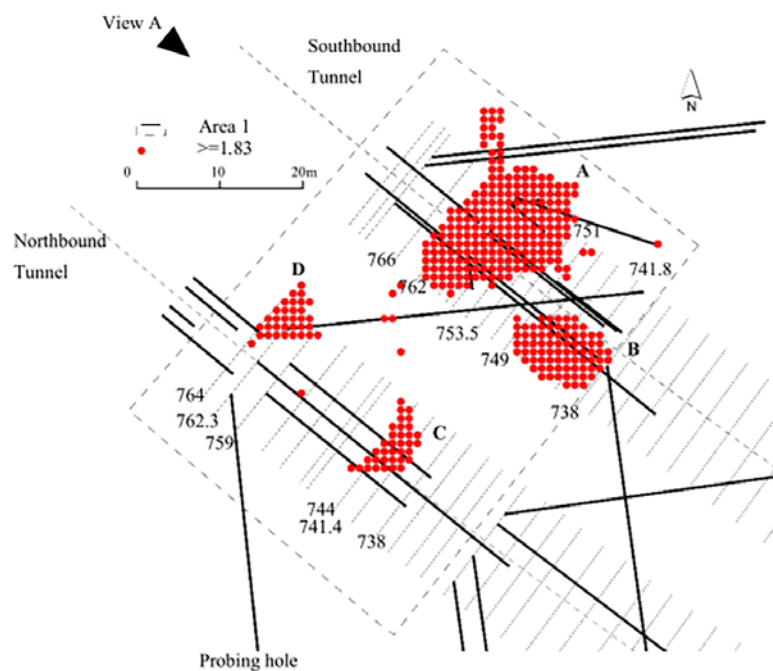 View A
Southbound
Tunnel
N
Area 1
>=1.83
0 10 20m
A
Northbound
Tunnel
751
766
741.8
D
762
753.5
B
749
764
738
762.3
759
C
744
741.4
738
Probing hole